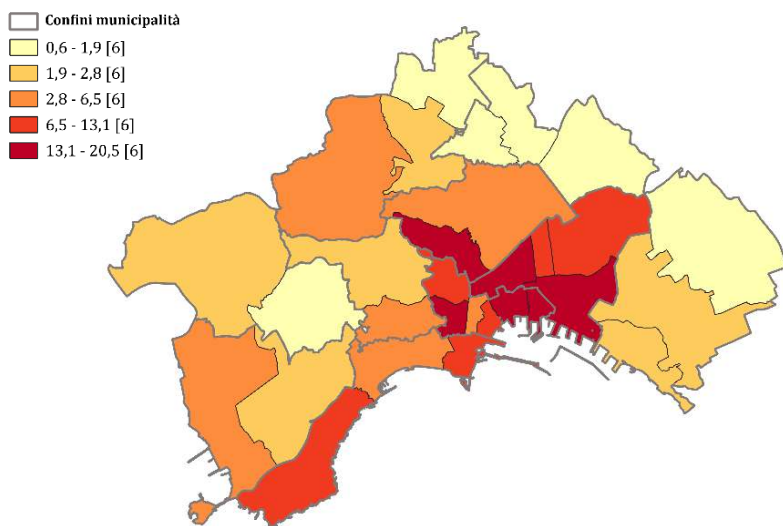 Confini municipalità
0,6 - 1,9 [6]
1,9 - 2,8 [6]
2,8 - 6,5 [6]
6,5 - 13,1 [6]
13,1 - 20,5 [6]